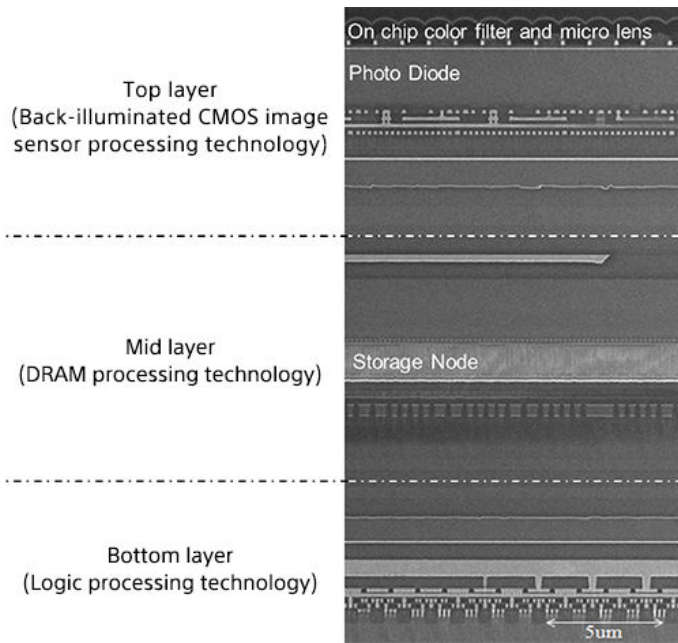 On chip color filter and micro lens
Photo Diode
Top layer
(Back-illuminated CMOS image
sensor processing technology)
Mid layer
(DRAM processing technology)
Storage Node
Bottom layer
(Logic processing technology)
5um